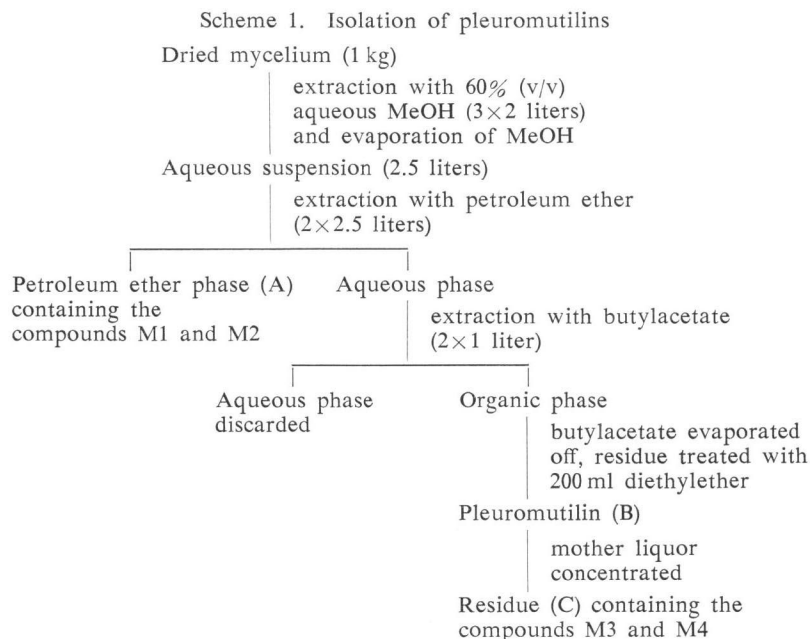 Scheme 1. Isolation of pleuromutilins
Dried mycelium (1 kg)
extraction with 60% (v/v)
aqueous MeOH (3×2 liters)
and evaporation of MeOH
Aqueous suspension (2.5 liters)
extraction with petroleum ether
(2×2.5 liters)
Petroleum ether phase (A)
containing the
compounds M1 and M2
Aqueous phase
extraction with butylacetate
(2×1 liter)
Aqueous phase
discarded
Organic phase
butylacetate evaporated
off, residue treated with
200 ml diethylether
Pleuromutilin (B)
mother liquor
concentrated
Residue (C) containing the
compounds M3 and M4